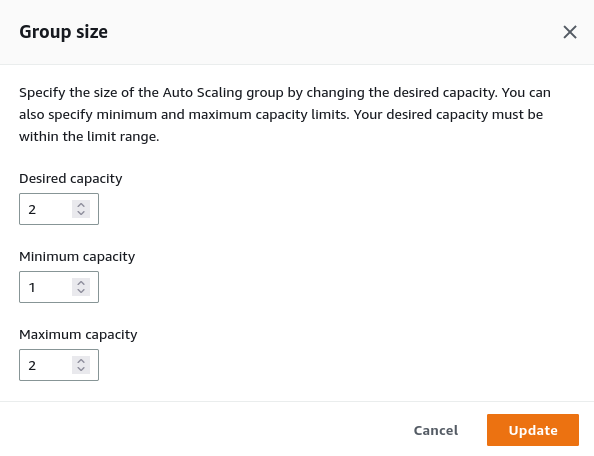 Group size
Specify the size of the Auto Scaling group by changing the desired capacity. You can
also specify minimum and maximum capacity limits. Your desired capacity must be
within the limit range.
Desired capacity
2
Minimum capacity
1
Maximum capacity
2
Cancel
Update